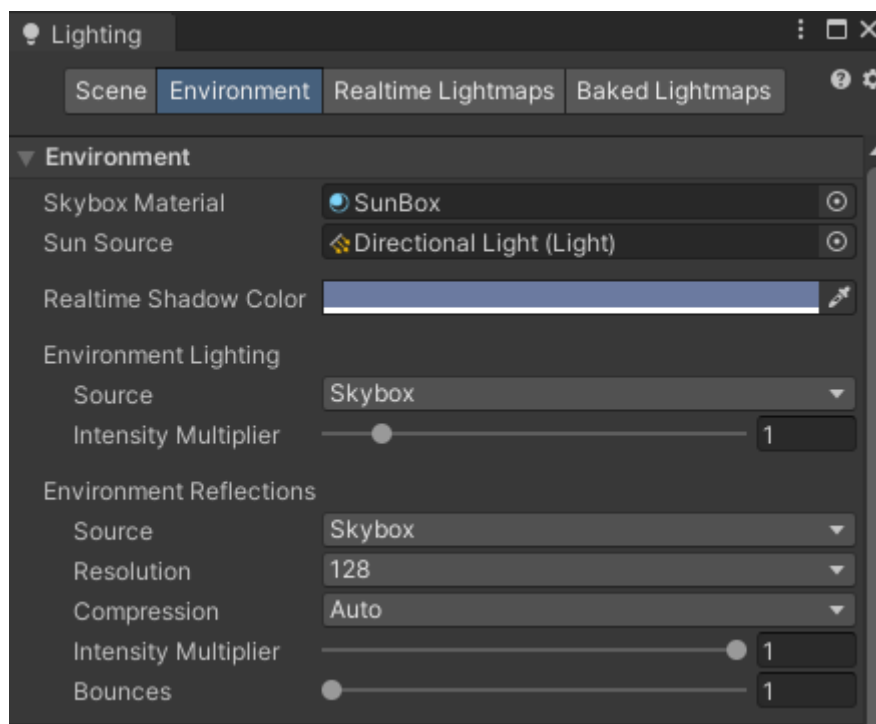 Lighting
Scene Environment Realtime Lightmaps Baked Lightmaps
Environment
Skybox Material SunBox
Sun Source Directional Light (Light)
Realtime Shadow Color
Environment Lighting
Source Skybox
Intensity Multiplier 1
Environment Reflections
Source Skybox
Resolution 128
Compression Auto
Intensity Multiplier 1
Bounces 1